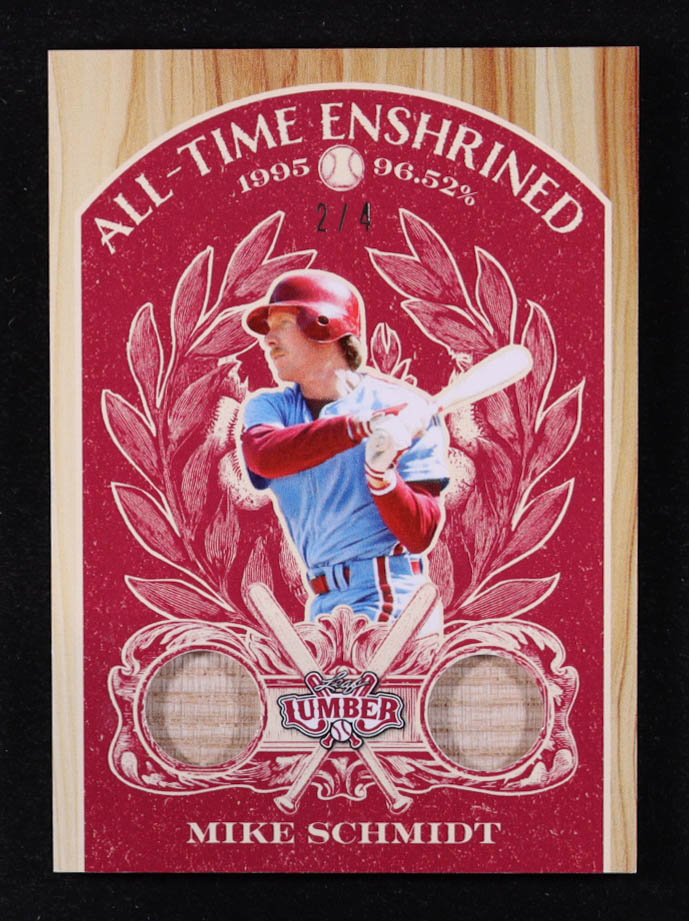 ALL-TIME ENSHRINED
1995 96.52%
2/4
Leaf
LUMBER
MIKE SCHMIDT